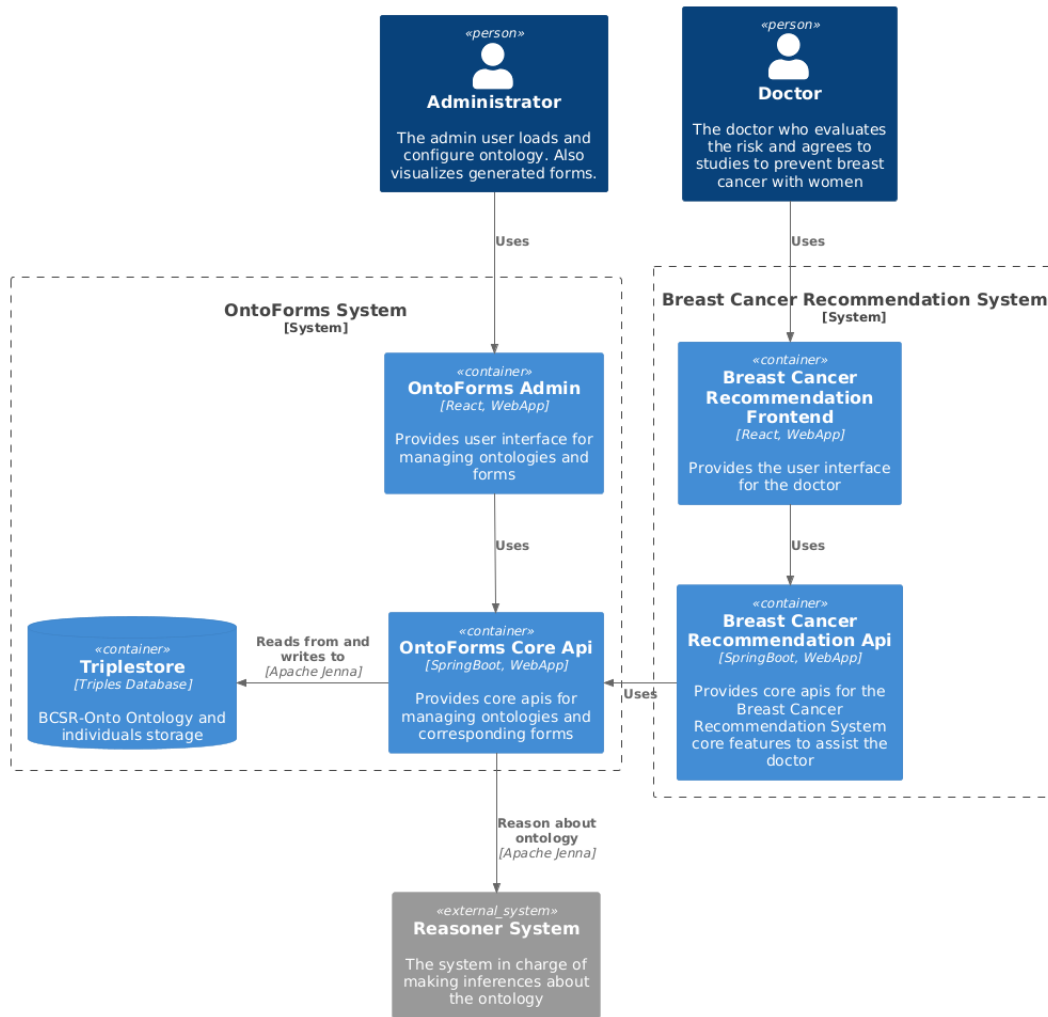 «person»
Administrator
The admin user loads and
configure ontology. Also
visualizes generated forms.
«person»
Doctor
The doctor who evaluates
the risk and agrees to
studies to prevent breast
cancer with women
Uses
Uses
OntoForms System
[System]
Breast Cancer Recommendation System
[System]
«container»
OntoForms Admin
[React, WebApp]
Provides user interface for
managing ontologies and
forms
«container»
Breast Cancer
Recommendation
Frontend
[React, WebApp]
Provides the user interface
for the doctor
Uses
Uses
«container»
Triplestore
[Triples Database]
BCSR-Onto Ontology and
individuals storage
Reads from and
writes to
[Apache Jenna]
«container»
OntoForms Core Api
[SpringBoot, WebApp]
Provides core apis for
managing ontologies and
corresponding forms
Uses
«container»
Breast Cancer
Recommendation Api
[SpringBoot, WebApp]
Provides core apis for the
Breast Cancer
Recommendation System
core features to assist the
doctor
Reason about
ontology
[Apache Jenna]
«external_system»
Reasoner System
The system in charge of
making inferences about
the ontology